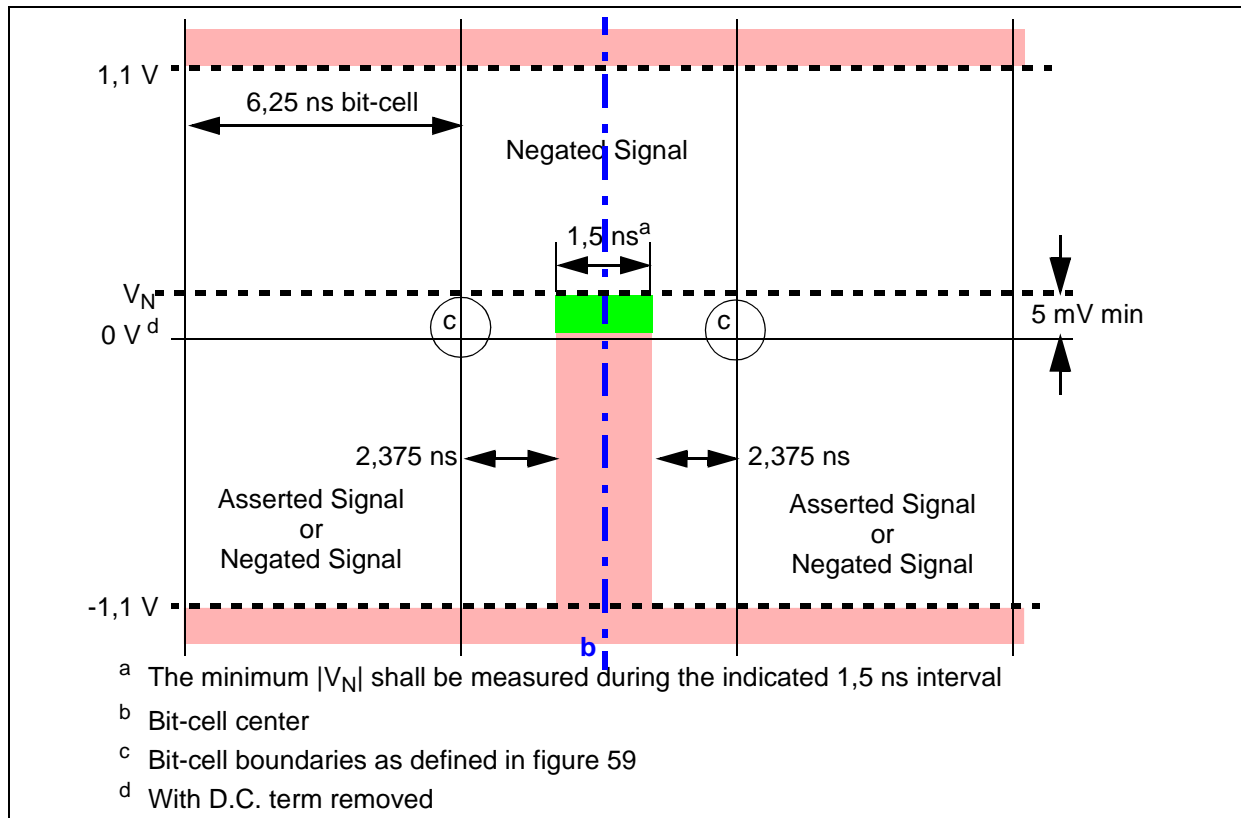 1,1 V
6,25 ns bit-cell
Negated Signal
1,5 ns a
V N
c
c
5 mV min
0 V d
2,375 ns
2,375 ns
Asserted Signal
or
Negated Signal
Asserted Signal
or
Negated Signal
-1,1 V
b
a The minimum |VN| shall be measured during the indicated 1,5 ns interval
b Bit-cell center
c Bit-cell boundaries as defined in figure 59
d With D.C. term removed